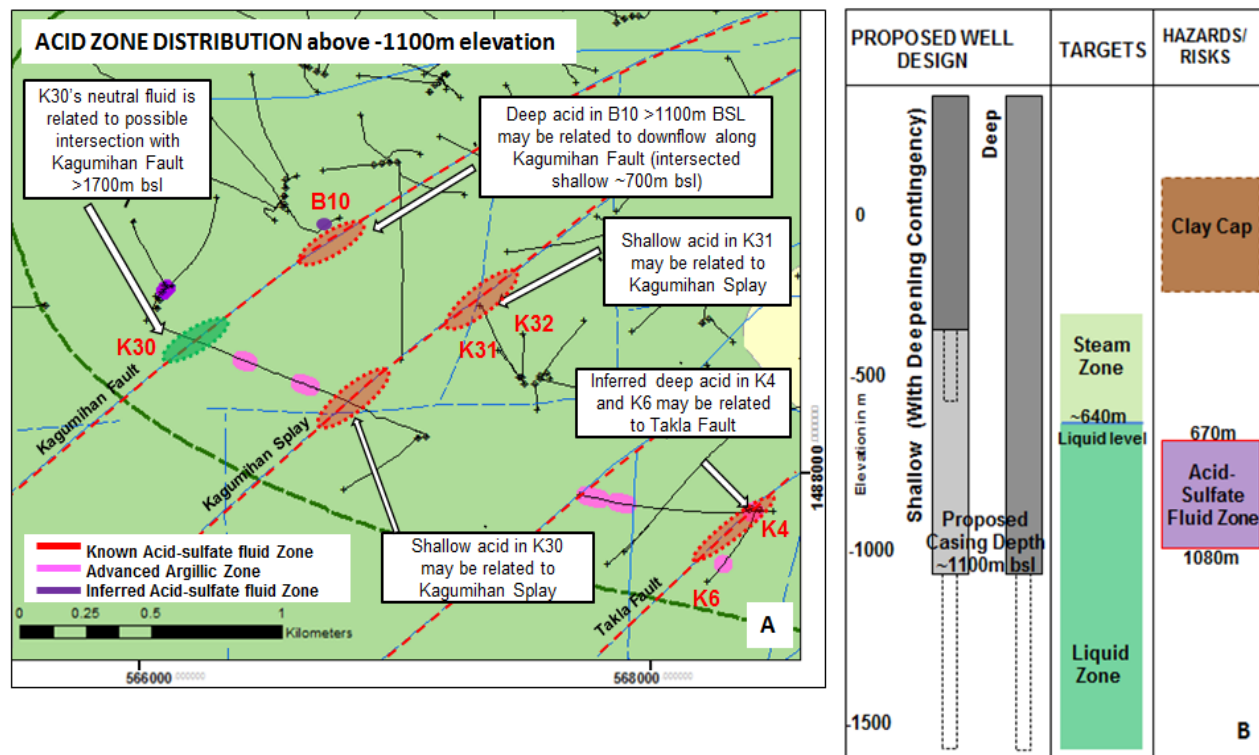 ACID ZONE DISTRIBUTION above -1100m elevation
K30's neutral fluid is
related to possible
intersection with
Kagumihan Fault
>1700m bsl
Deep acid in B10 >1100m BSL
may be related to downflow along
Kagumihan Fault (intersected
shallow ~700m bsl)
B10
Shallow acid in K31
may be related to
Kagumihan Splay
K32
K31
K30
Inferred deep acid in K4
and K6 may be related
to Takla Fault
Kagumihan Fault
Kagumihan Splay
K4
K6
Takla Fault
Shallow acid in K30
may be related to
Kagumihan Splay
Known Acid-sulfate fluid Zone
Advanced Argillic Zone
Inferred Acid-sulfate fluid Zone
0 0.25 0.5 1
Kilometers
A
566000 000000
568000 000000
1488000 000000
PROPOSED WELL
DESIGN
TARGETS
HAZARDS/
RISKS
Shallow (With Deepening Contingency)
Deep
Elevation in m
0
-500
-1000
-1500
Proposed
Casing Depth
~1100m bsl
Steam
Zone
~640m
Liquid level
Liquid
Zone
Clay Cap
670m
Acid-
Sulfate
Fluid Zone
1080m
B